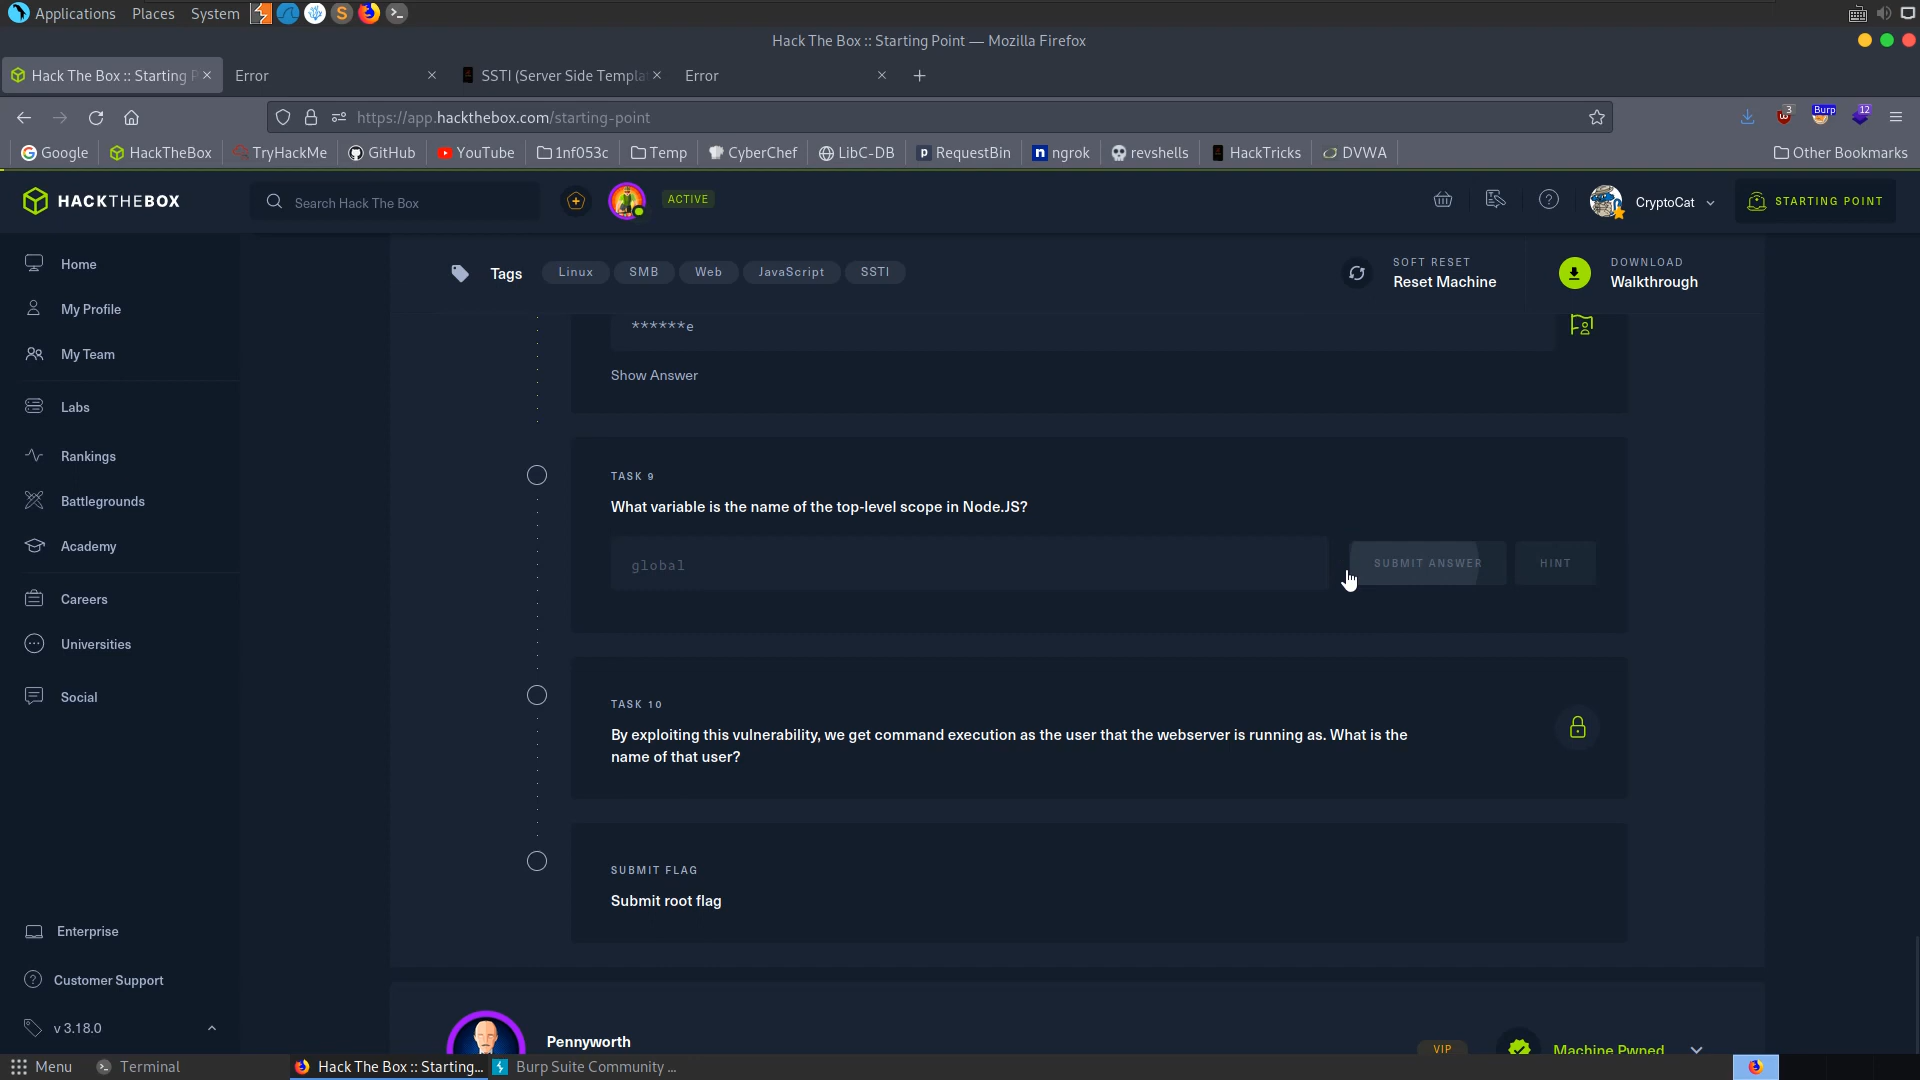 Applications Places System
Hack The Box :: Starting Point — Mozilla Firefox
Hack The Box :: Starting P
Error
SSTI (Server Side Templa
Error
https://app.hackthebox.com/starting-point
3
Burp
12
Google
HackTheBox
TryHackMe
GitHub
YouTube
1nf053c
Temp
CyberChef
LibC-DB
RequestBin
ngrok
revshells
HackTricks
DVWA
Other Bookmarks
HACKTHEBOX
Search Hack The Box
ACTIVE
CryptoCat
STARTING POINT
Home
My Profile
My Team
Labs
Rankings
Battlegrounds
Academy
Careers
Universities
Social
Enterprise
Customer Support
v 3.18.0
Tags
Linux
SMB
Web
JavaScript
SSTI
SOFT RESET
Reset Machine
DOWNLOAD
Walkthrough
******e
Show Answer
TASK 9
What variable is the name of the top-level scope in Node.JS?
global
SUBMIT ANSWER
HINT
TASK 10
By exploiting this vulnerability, we get command execution as the user that the webserver is running as. What is the
name of that user?
SUBMIT FLAG
Submit root flag
Pennyworth
VIP
Machine Pwned
Menu
Terminal
Hack The Box :: Starting...
Burp Suite Community ...